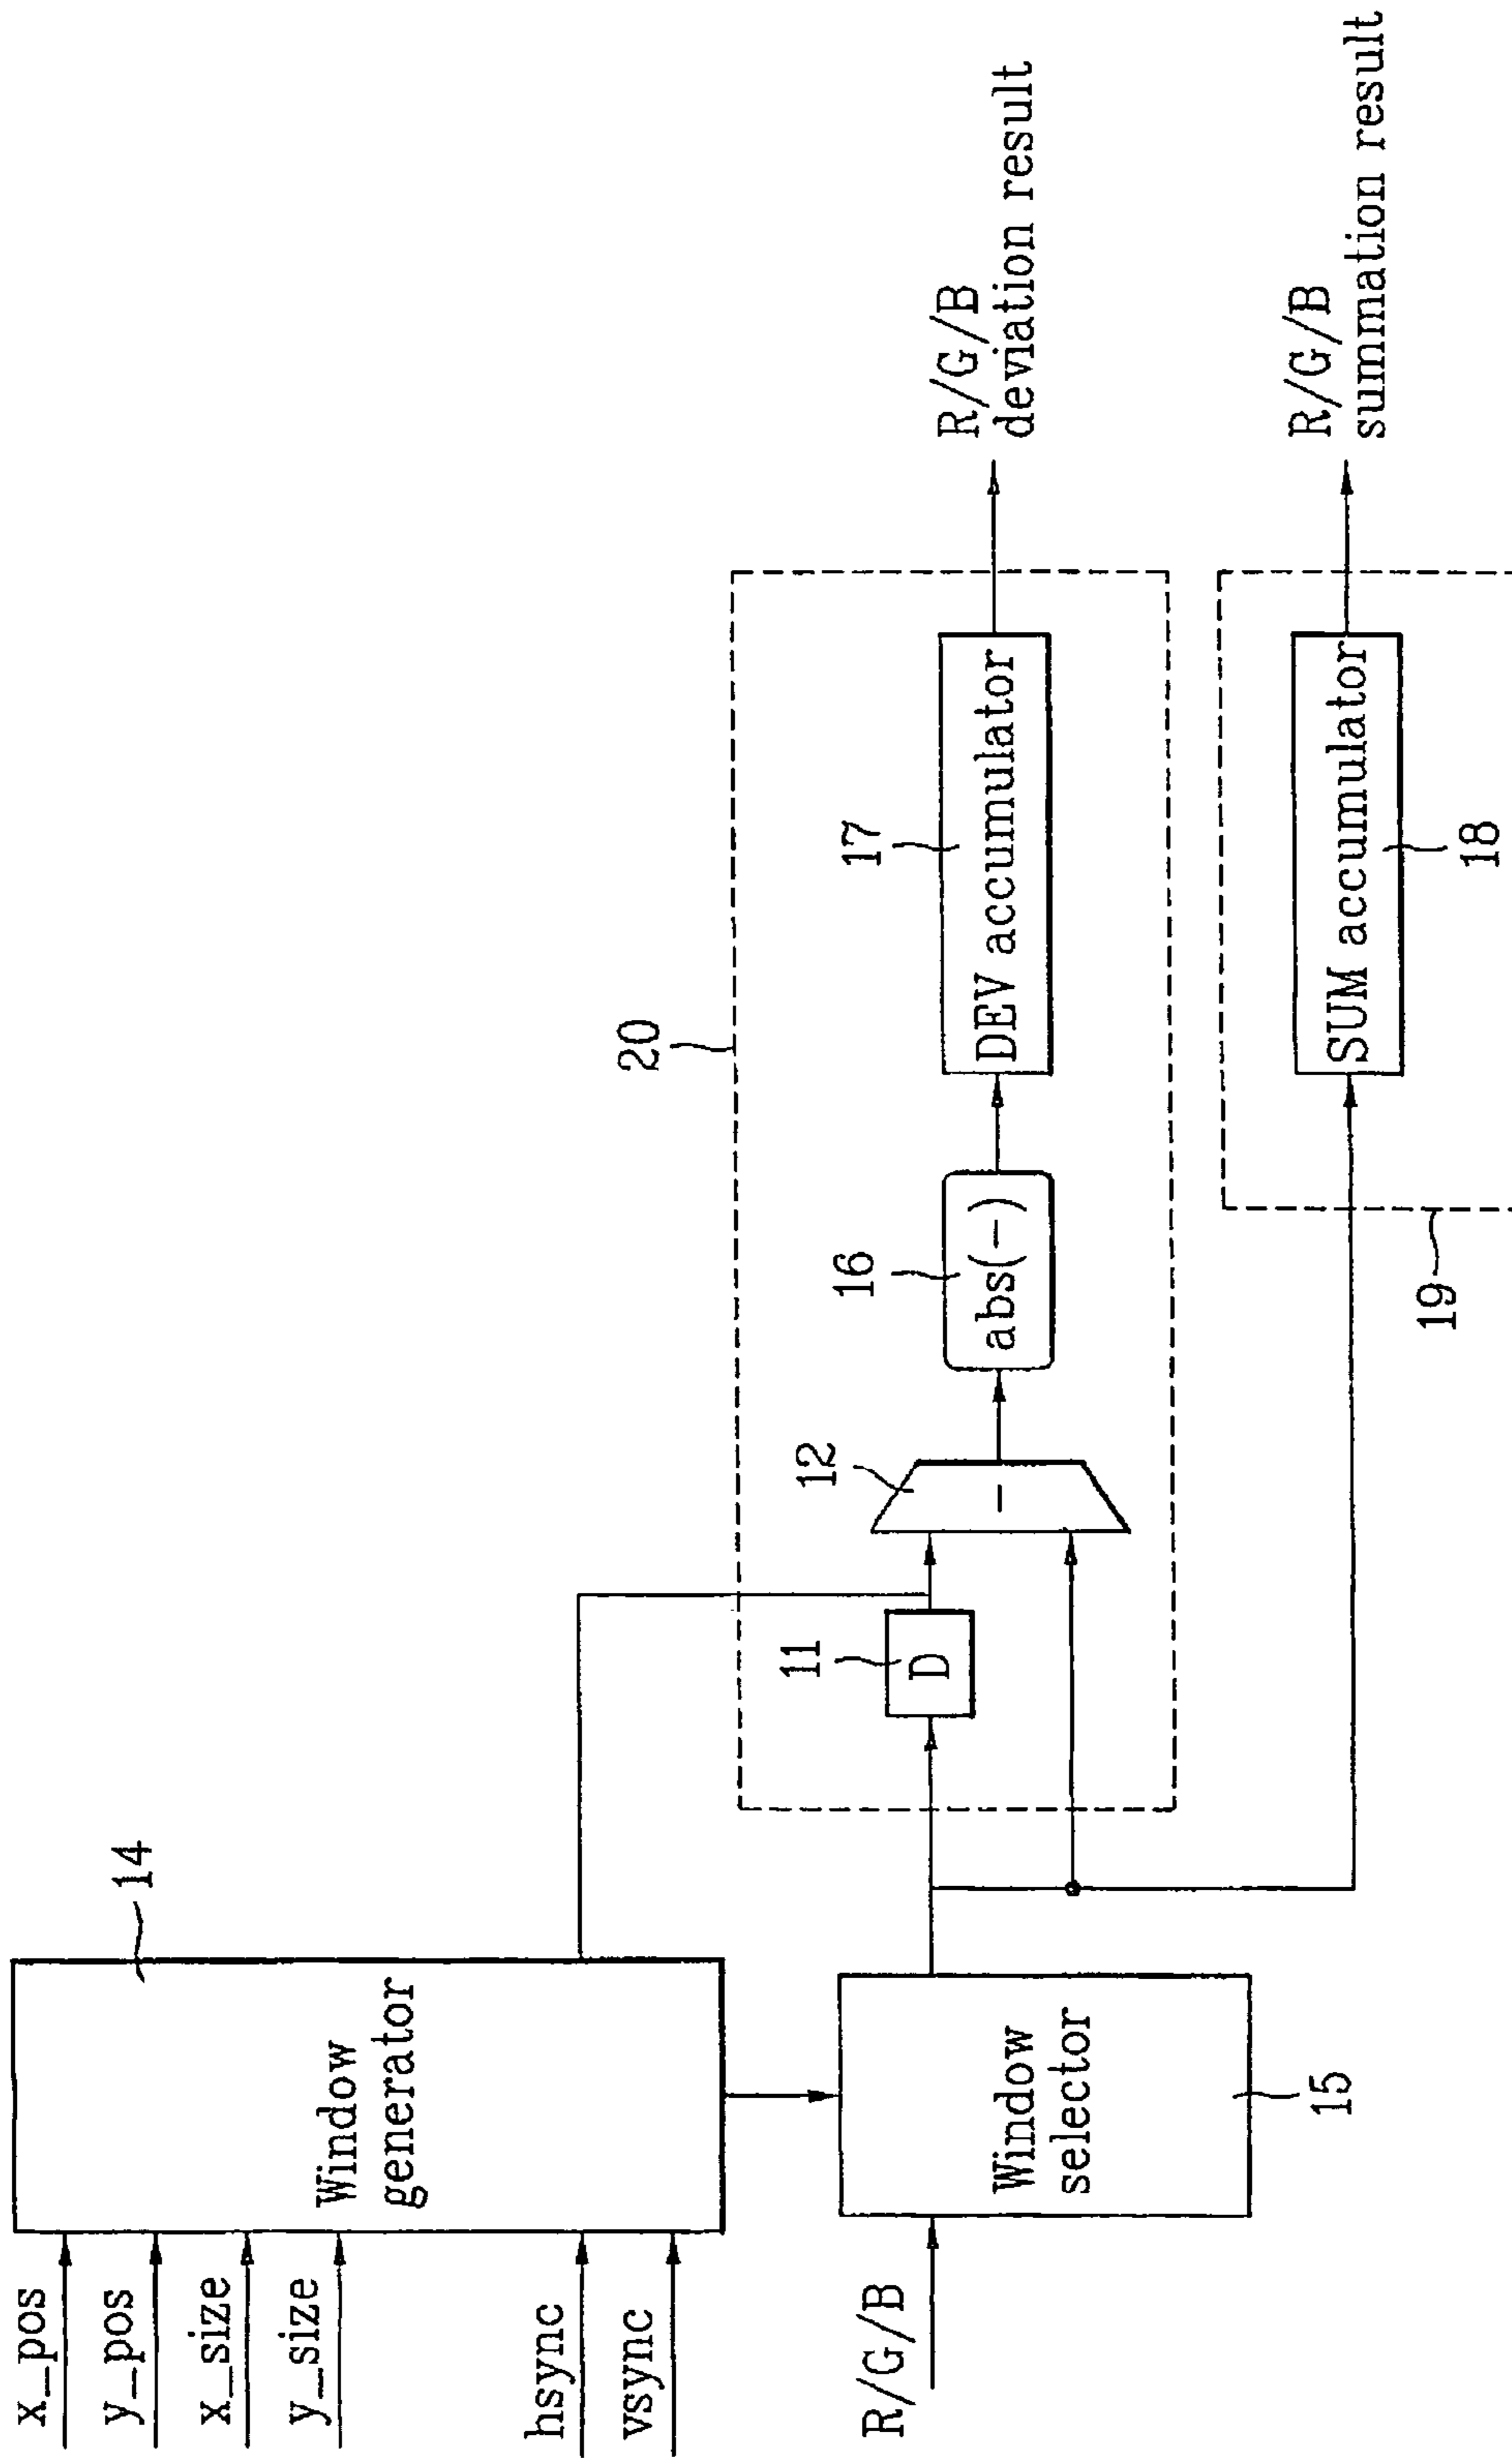 x_pos
y_pos
x_size
y_size
hsync
vsync
Window
generator
14
R/G/B
Window
selector
15
20
11
D
12
–
16
abs(–)
17
DEV accumulator
R/G/B
deviation result
19
18
SUM accumulator
R/G/B
summation result